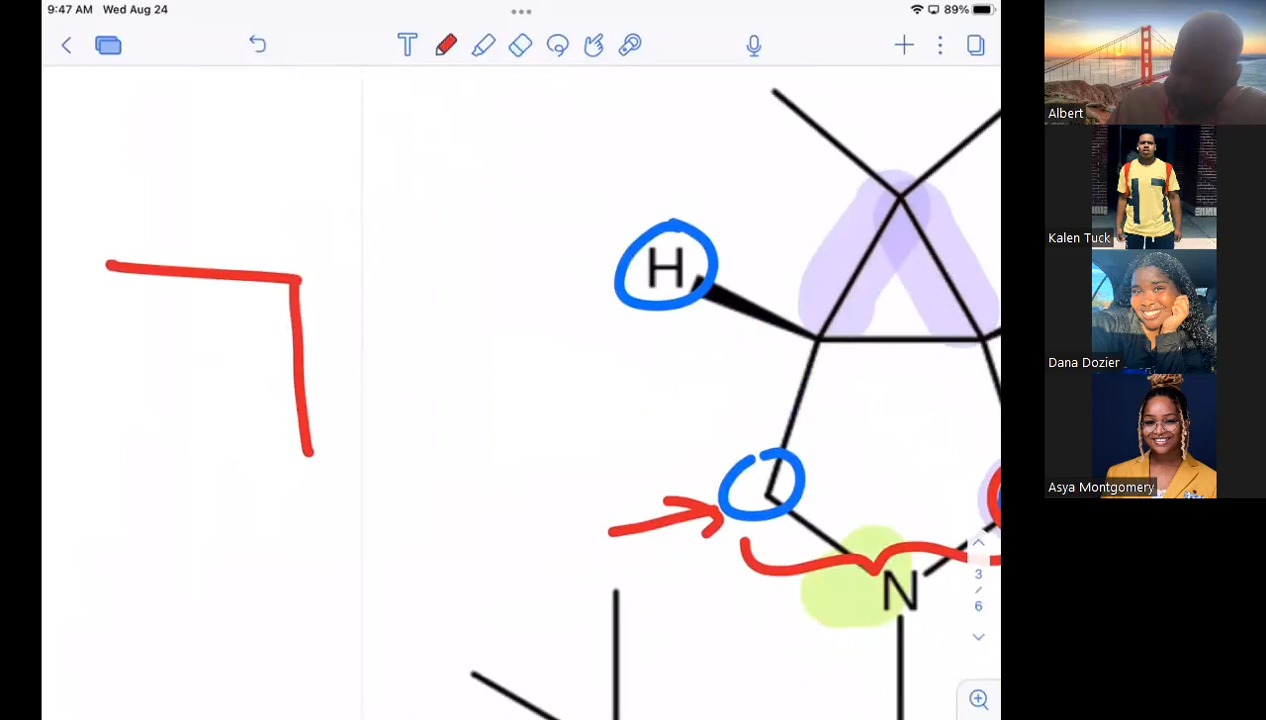 9:47 AM Wed Aug 24
89%
T
H
N
3
/
6
Albert
Kalen Tuck
Dana Dozier
Asya Montgomery